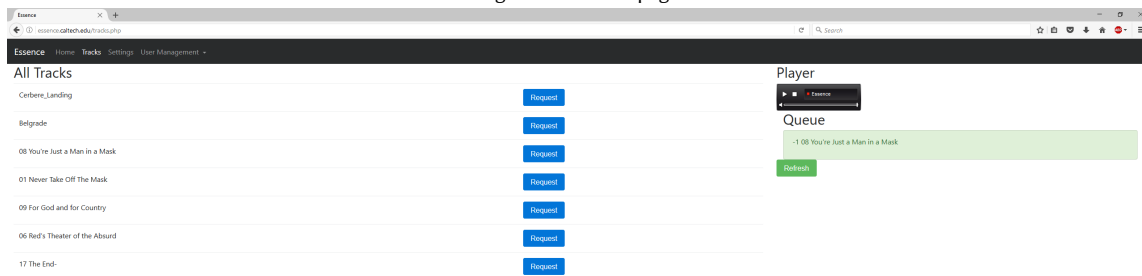 Essence
essence.caltech.edu/tracks.php
Search
Essence Home Tracks Settings User Management
All Tracks
Cerbere_Landing Request
Belgrade Request
08 You're Just a Man in a Mask Request
01 Never Take Off The Mask Request
09 For God and for Country Request
06 Red's Theater of the Absurd Request
17 The End- Request
Player
Essence
Queue
-1 08 You're Just a Man in a Mask
Refresh